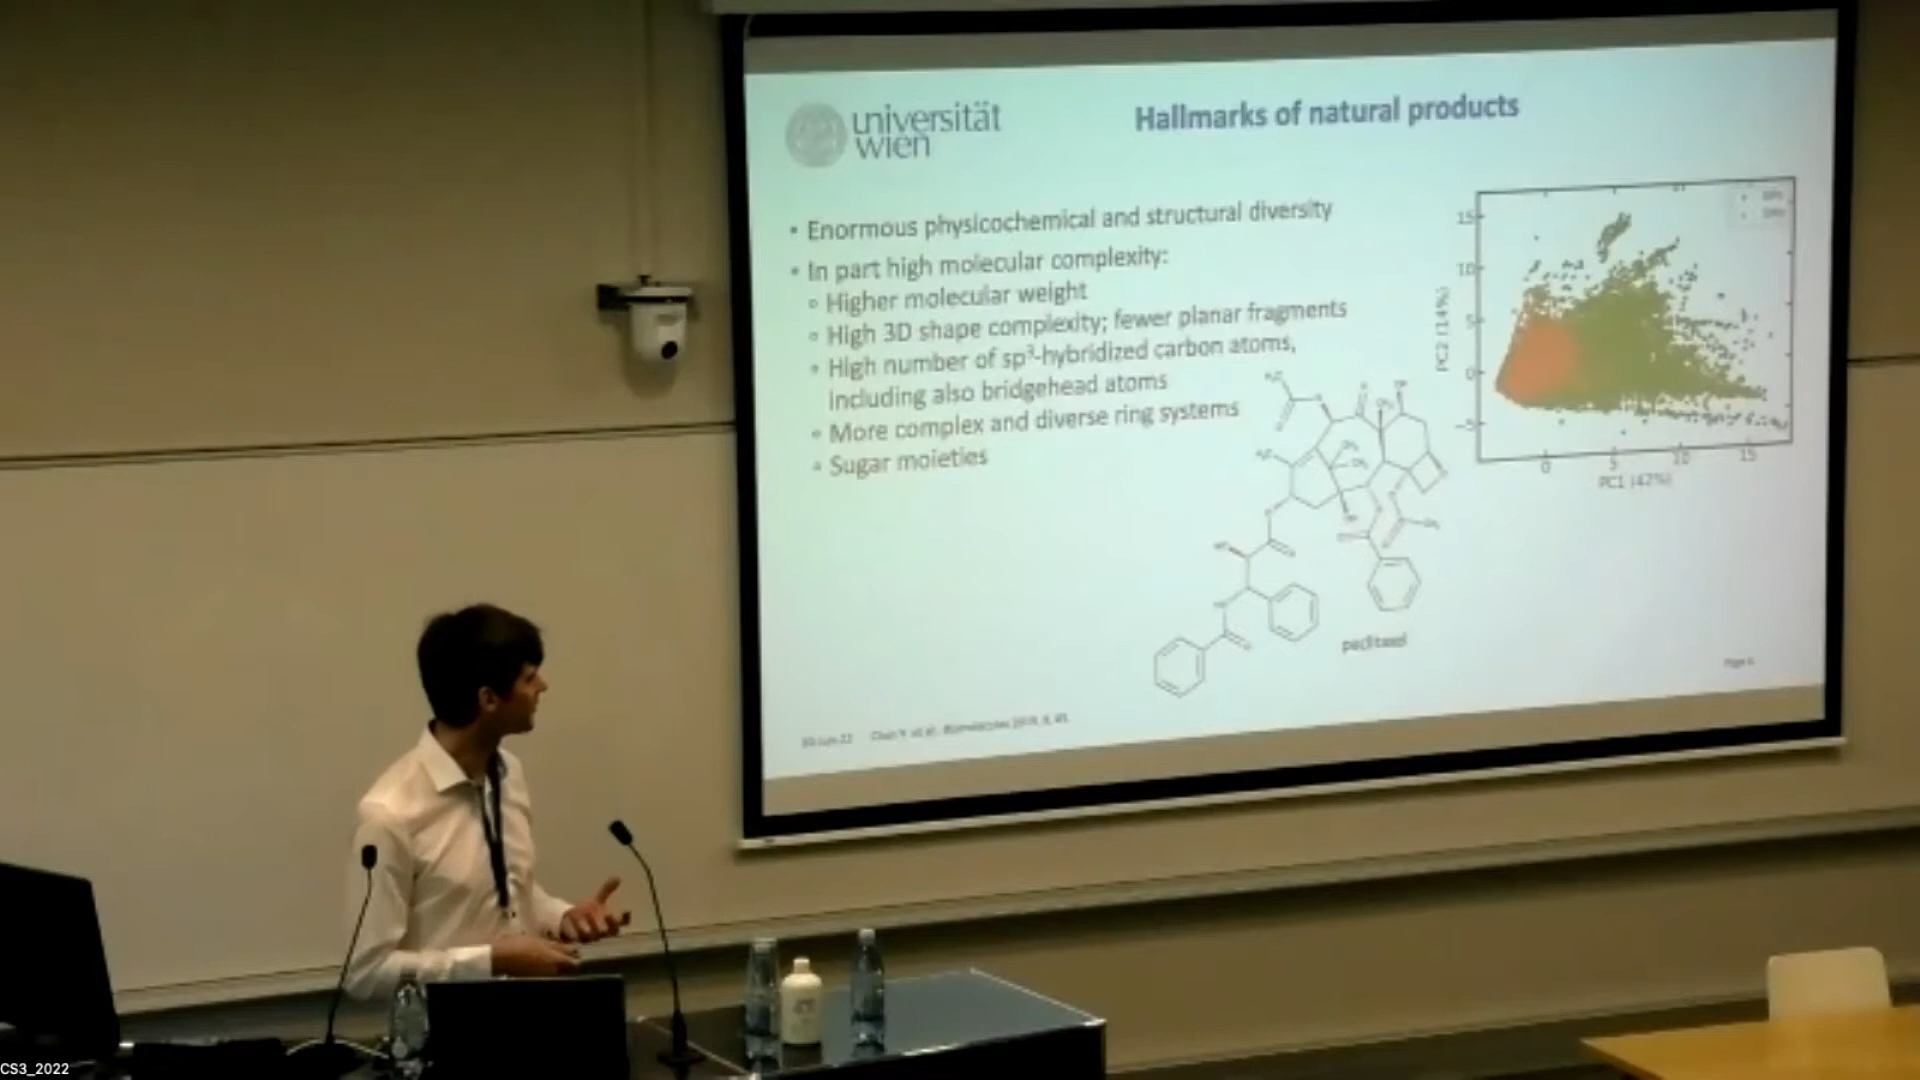 universität
wien
Hallmarks of natural products
• Enormous physicochemical and structural diversity
• In part high molecular complexity:
○ Higher molecular weight
○ High 3D shape complexity; fewer planar fragments
○ High number of sp³-hybridized carbon atoms,
including also bridgehead atoms
○ More complex and diverse ring systems
○ Sugar moieties
15
10
5
0
-5
PC2 (14%)
0 5 10 15
PC1 (42%)
paclitaxel
Page
CS3_2022